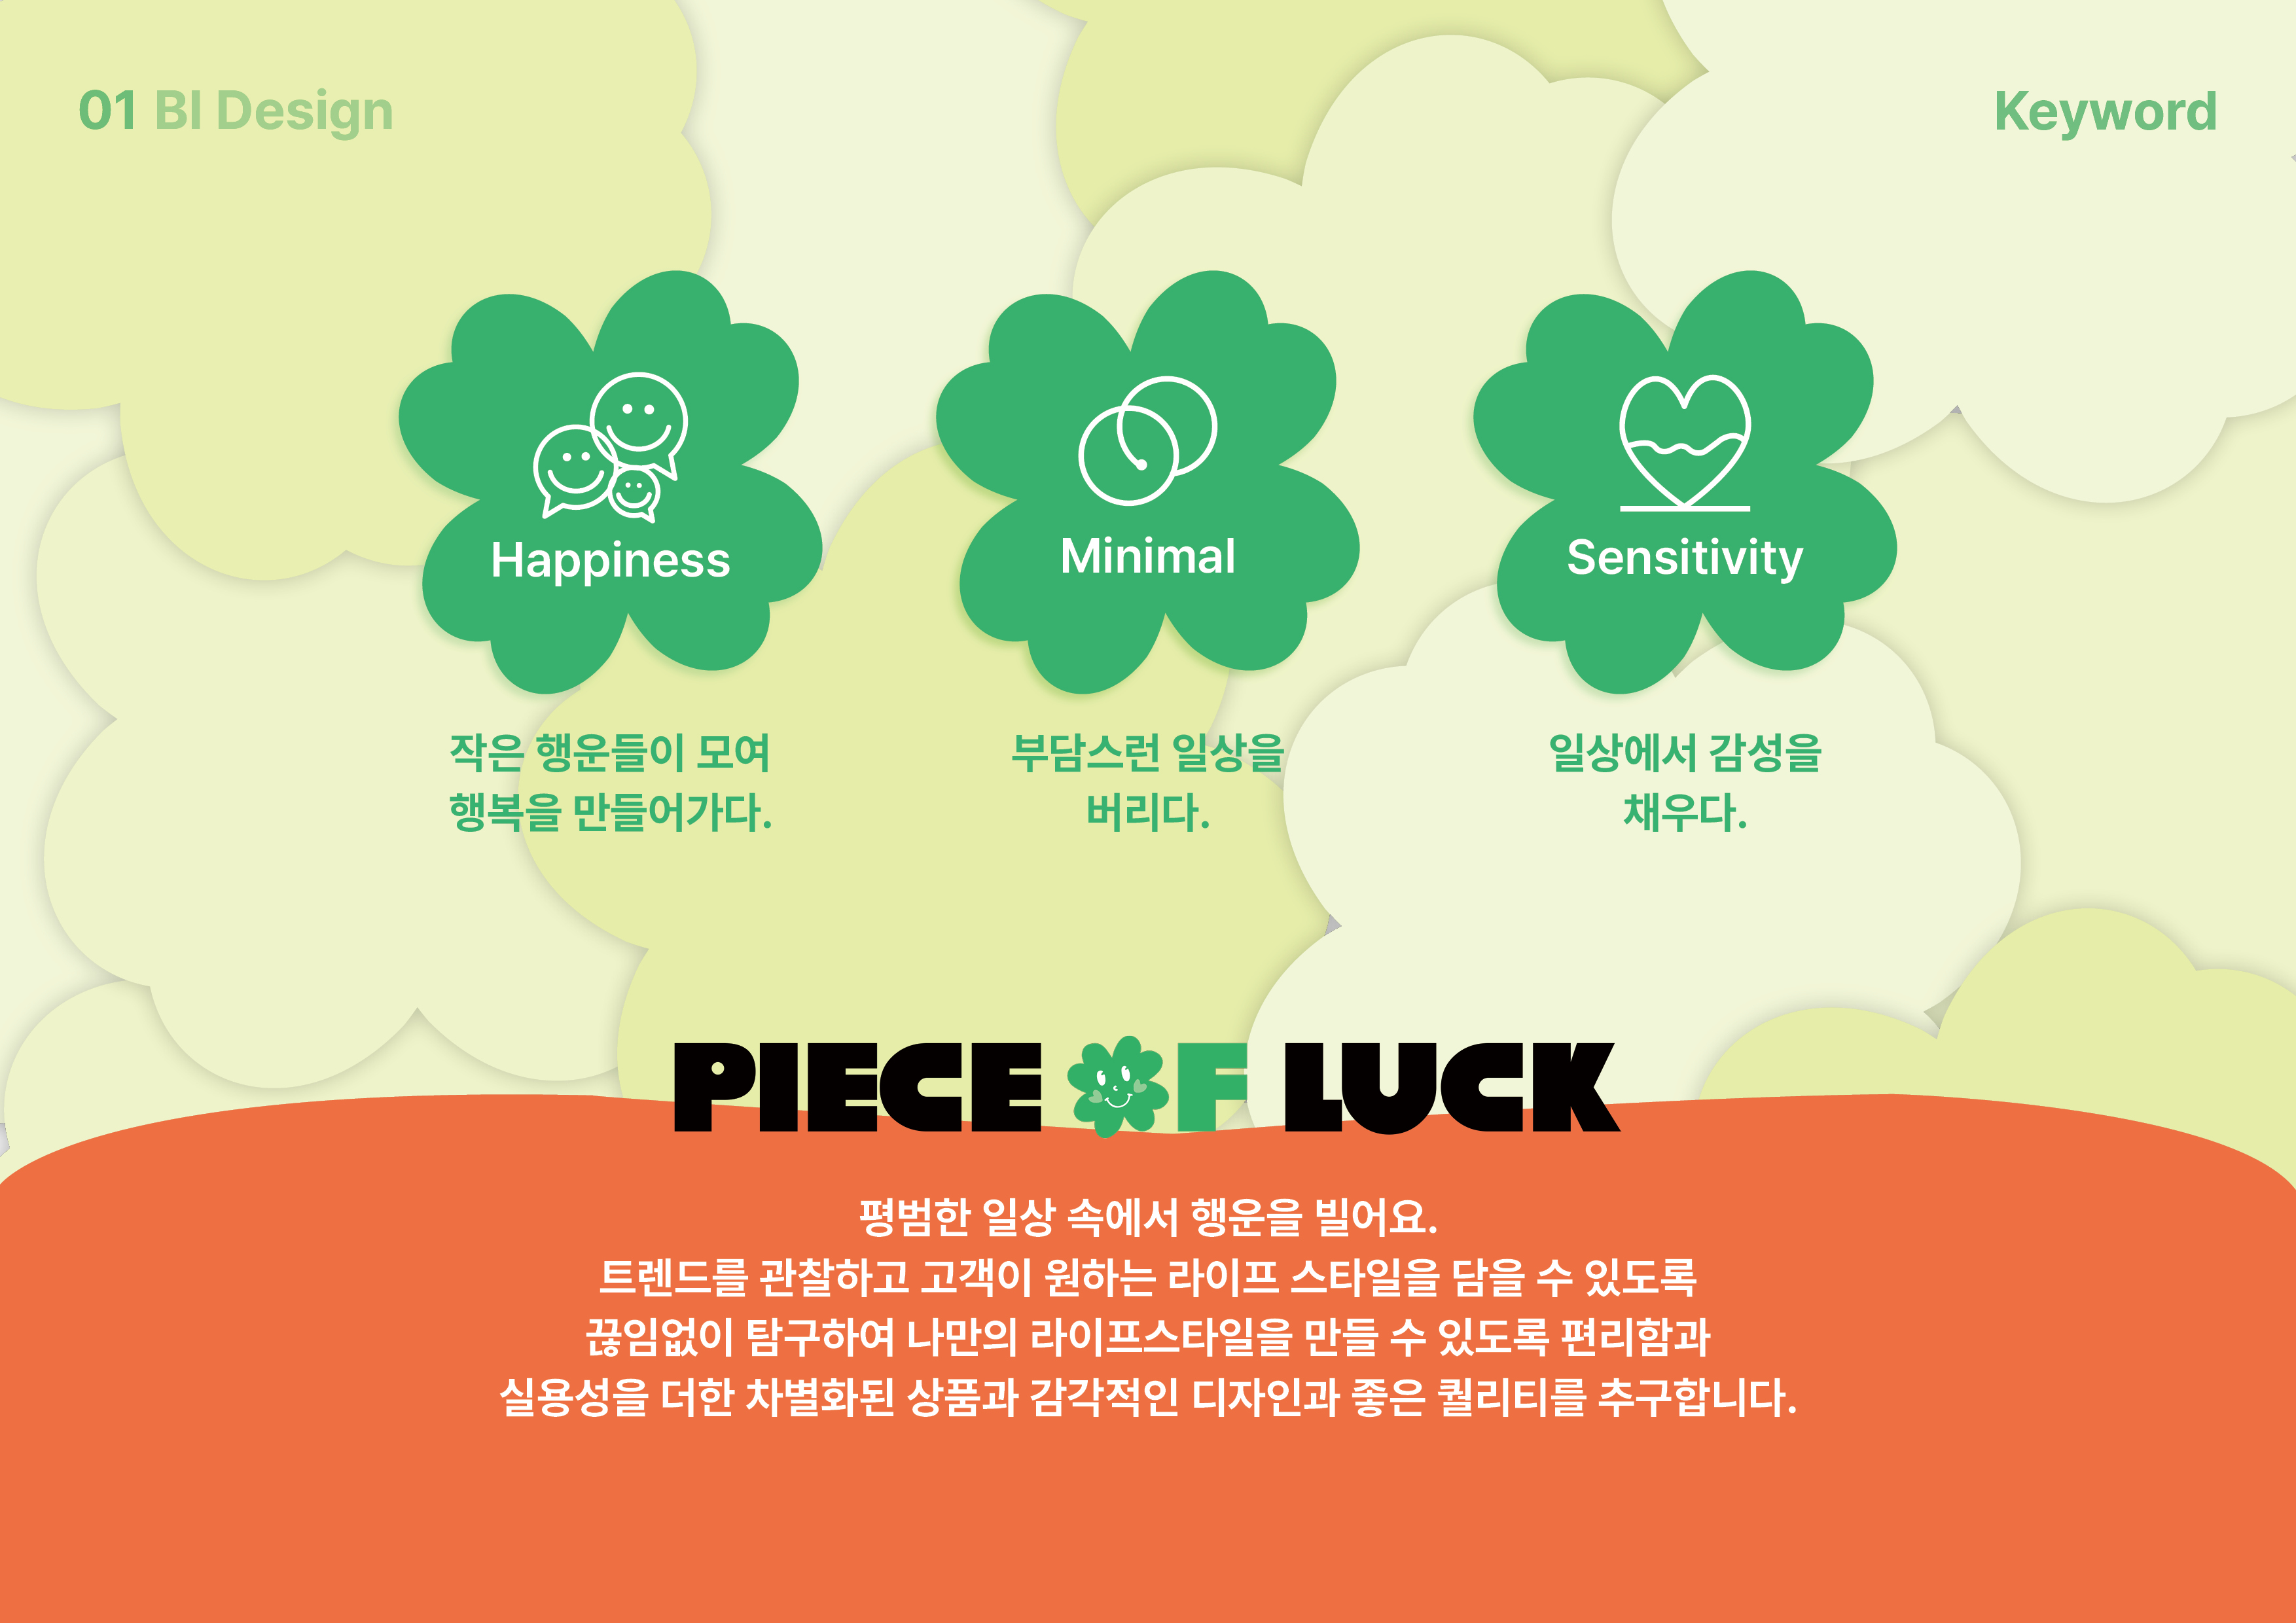 01 BI Design
Keyword
Happiness
Minimal
Sensitivity
작은 행운들이 모여
행복을 만들어가다.
부담스런 일상을
버리다.
일상에서 감성을
채우다.
PIECE OF LUCK
평범한 일상 속에서 행운을 빌어요.
트렌드를 관찰하고 고객이 원하는 라이프 스타일을 담을 수 있도록
끊임없이 탐구하여 나만의 라이프스타일을 만들 수 있도록 편리함과
실용성을 더한 차별화된 상품과 감각적인 디자인과 좋은 퀄리티를 추구합니다.